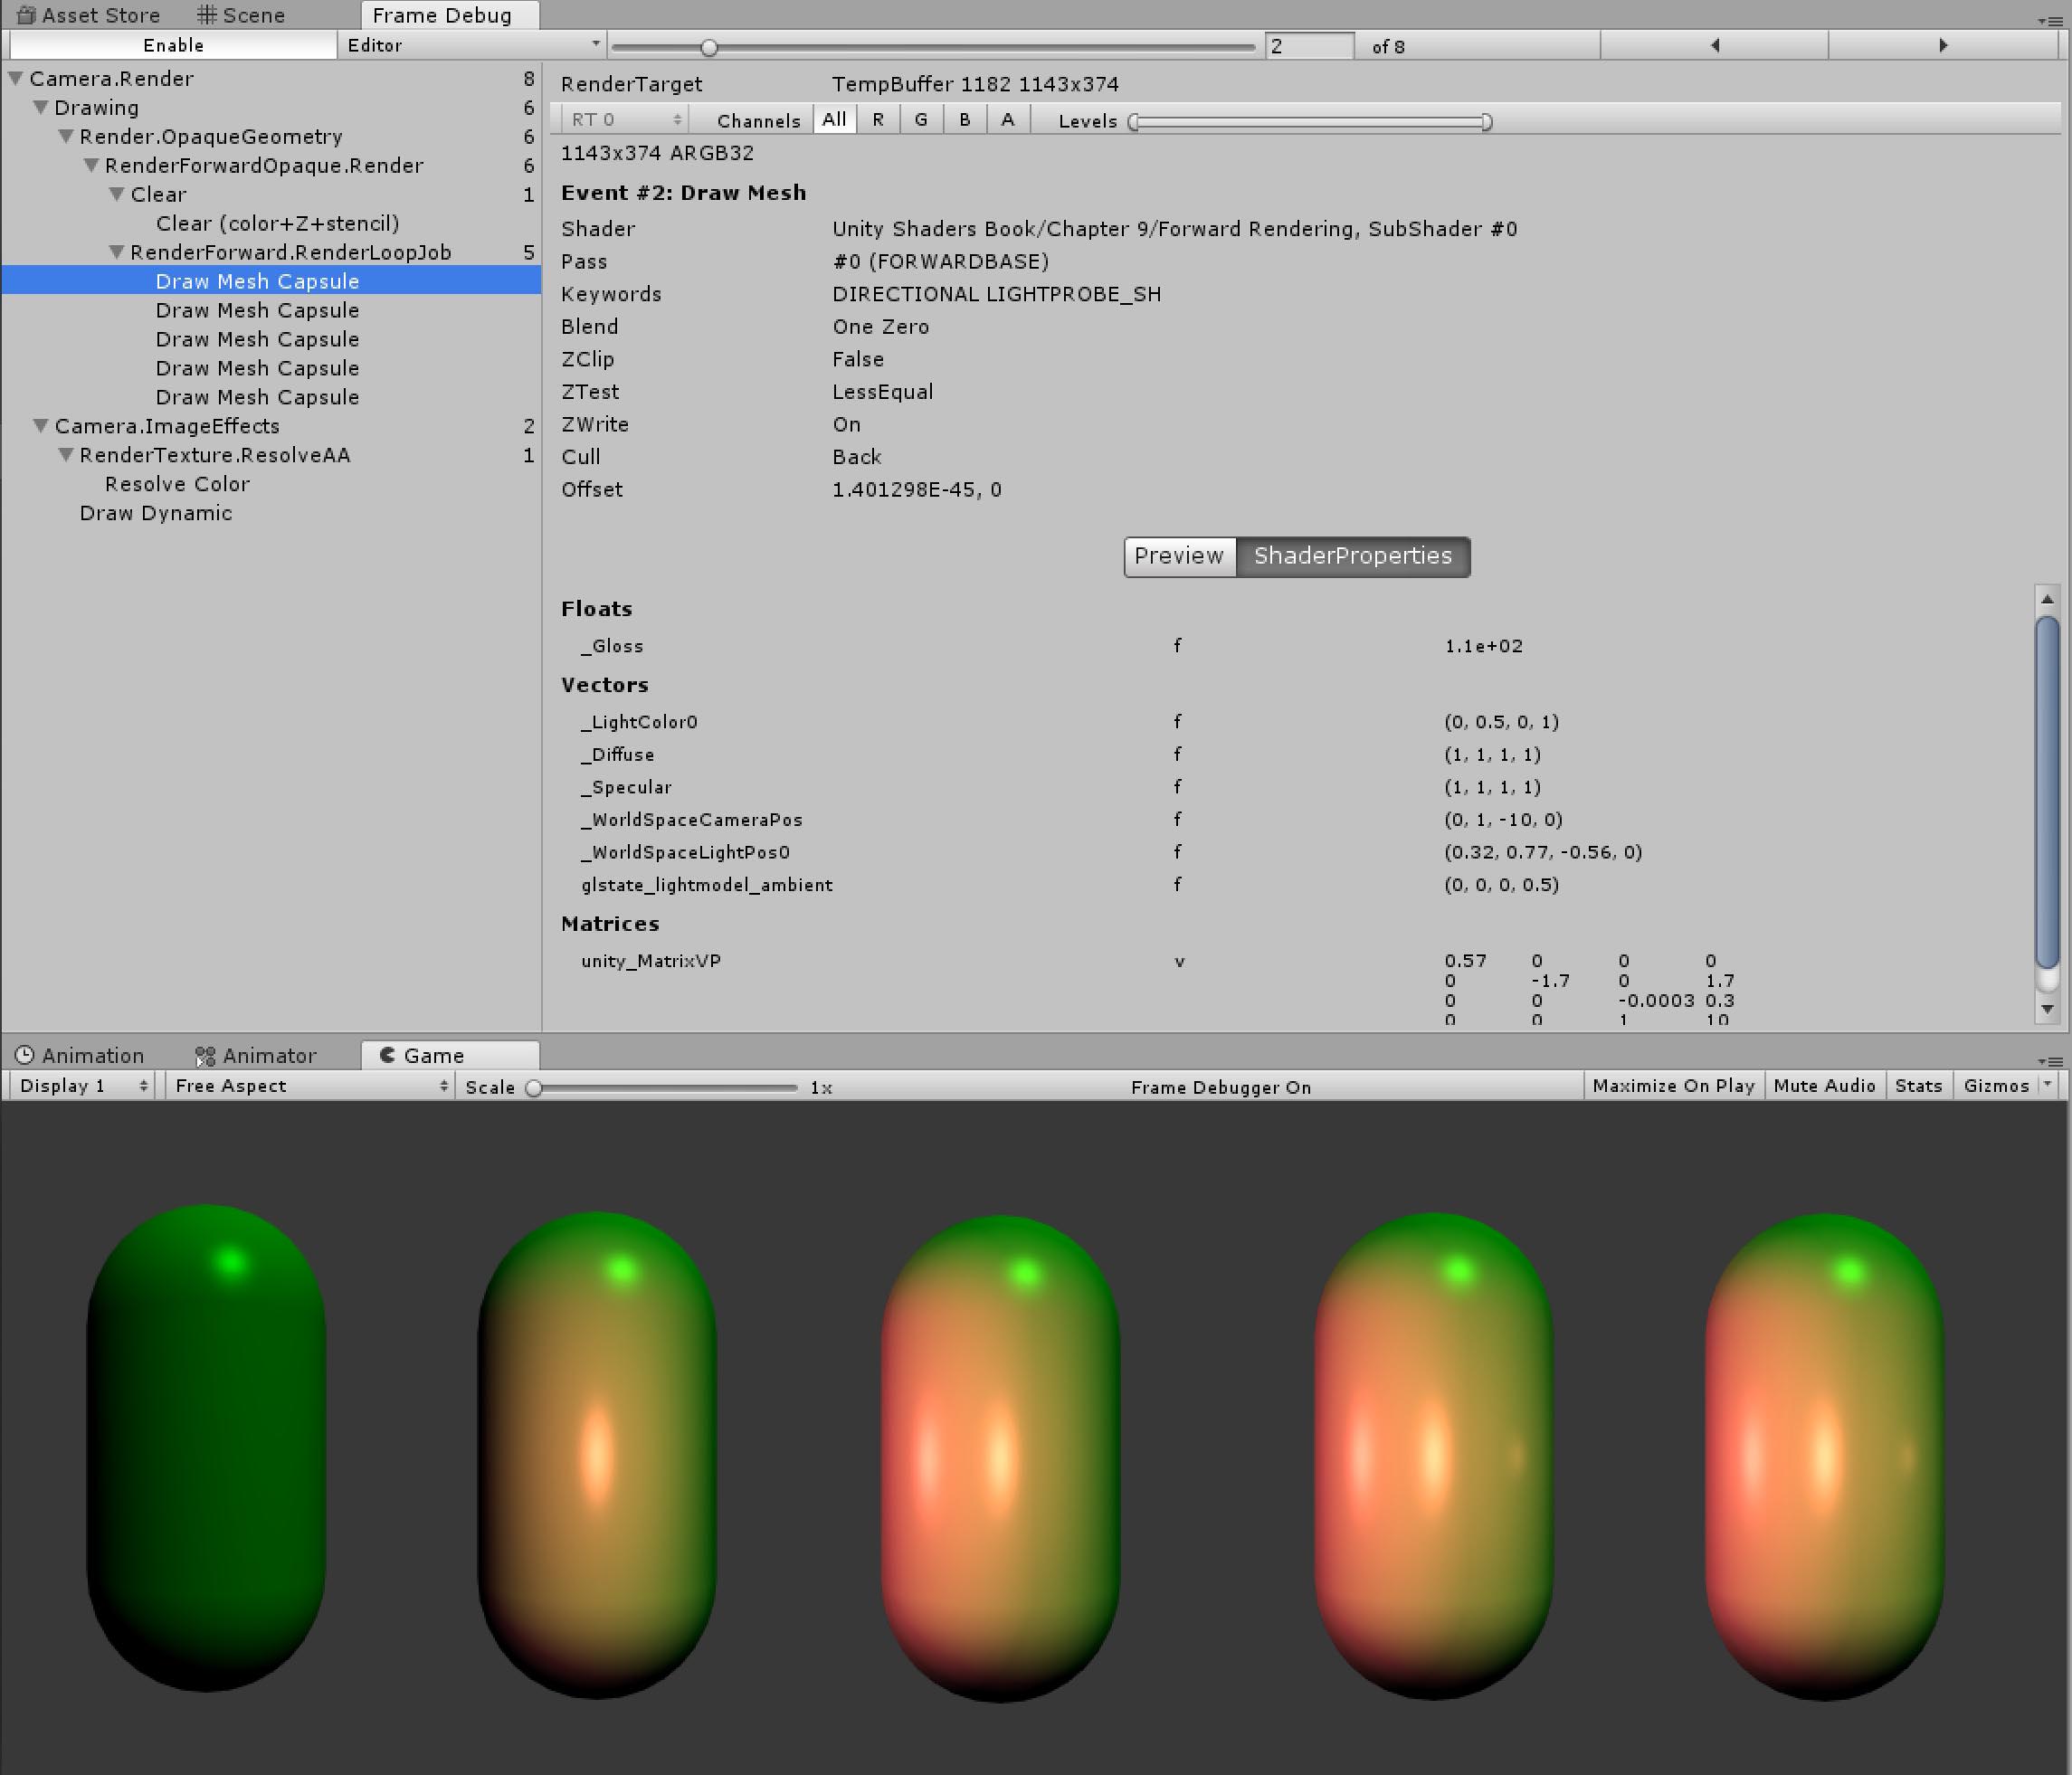 Asset Store Scene Frame Debug
Enable Editor 2 of 8
Camera.Render 8
Drawing 6
Render.OpaqueGeometry 6
RenderForwardOpaque.Render 6
Clear 1
Clear (color+Z+stencil)
RenderForward.RenderLoopJob 5
Draw Mesh Capsule
Draw Mesh Capsule
Draw Mesh Capsule
Draw Mesh Capsule
Draw Mesh Capsule
Camera.ImageEffects 2
RenderTexture.ResolveAA 1
Resolve Color
Draw Dynamic
RenderTarget TempBuffer 1182 1143x374
RT 0 Channels All R G B A Levels
1143x374 ARGB32
Event #2: Draw Mesh
Shader Unity Shaders Book/Chapter 9/Forward Rendering, SubShader #0
Pass #0 (FORWARDBASE)
Keywords DIRECTIONAL LIGHTPROBE_SH
Blend One Zero
ZClip False
ZTest LessEqual
ZWrite On
Cull Back
Offset 1.401298E-45, 0
Preview ShaderProperties
Floats
_Gloss f 1.1e+02
Vectors
_LightColor0 f (0, 0.5, 0, 1)
_Diffuse f (1, 1, 1, 1)
_Specular f (1, 1, 1, 1)
_WorldSpaceCameraPos f (0, 1, -10, 0)
_WorldSpaceLightPos0 f (0.32, 0.77, -0.56, 0)
glstate_lightmodel_ambient f (0, 0, 0, 0.5)
Matrices
unity_MatrixVP v 0.57 0 0 0
0 -1.7 0 1.7
0 0 -0.0003 0.3
0 0 1 10
Animation Animator Game
Display 1 Free Aspect Scale 1x Frame Debugger On Maximize On Play Mute Audio Stats Gizmos